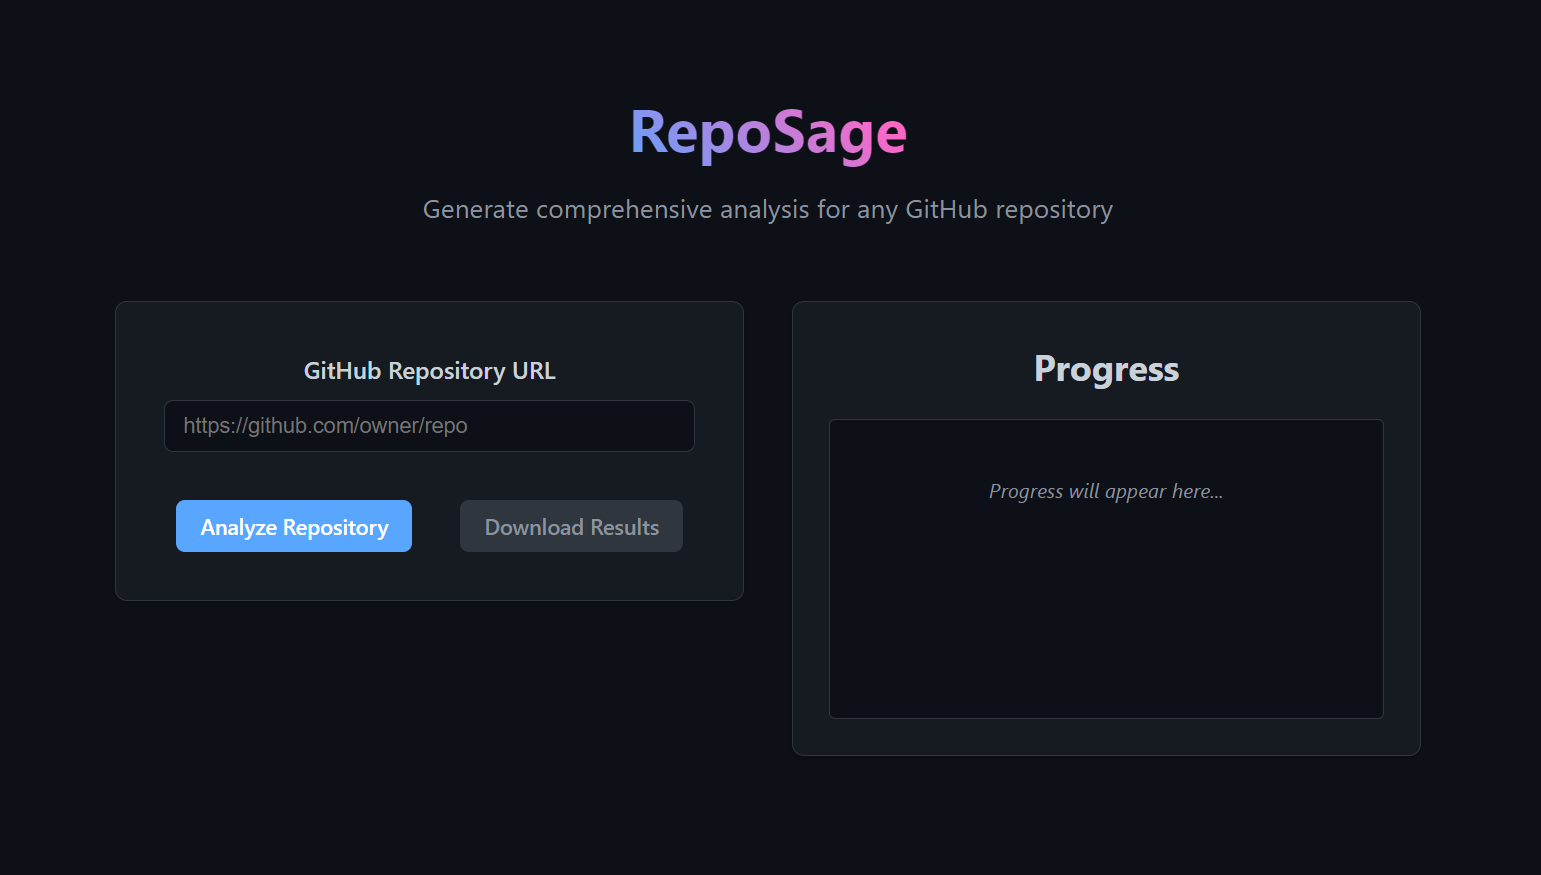 RepoSage
Generate comprehensive analysis for any GitHub repository
GitHub Repository URL
https://github.com/owner/repo
Analyze Repository
Download Results
Progress
Progress will appear here...